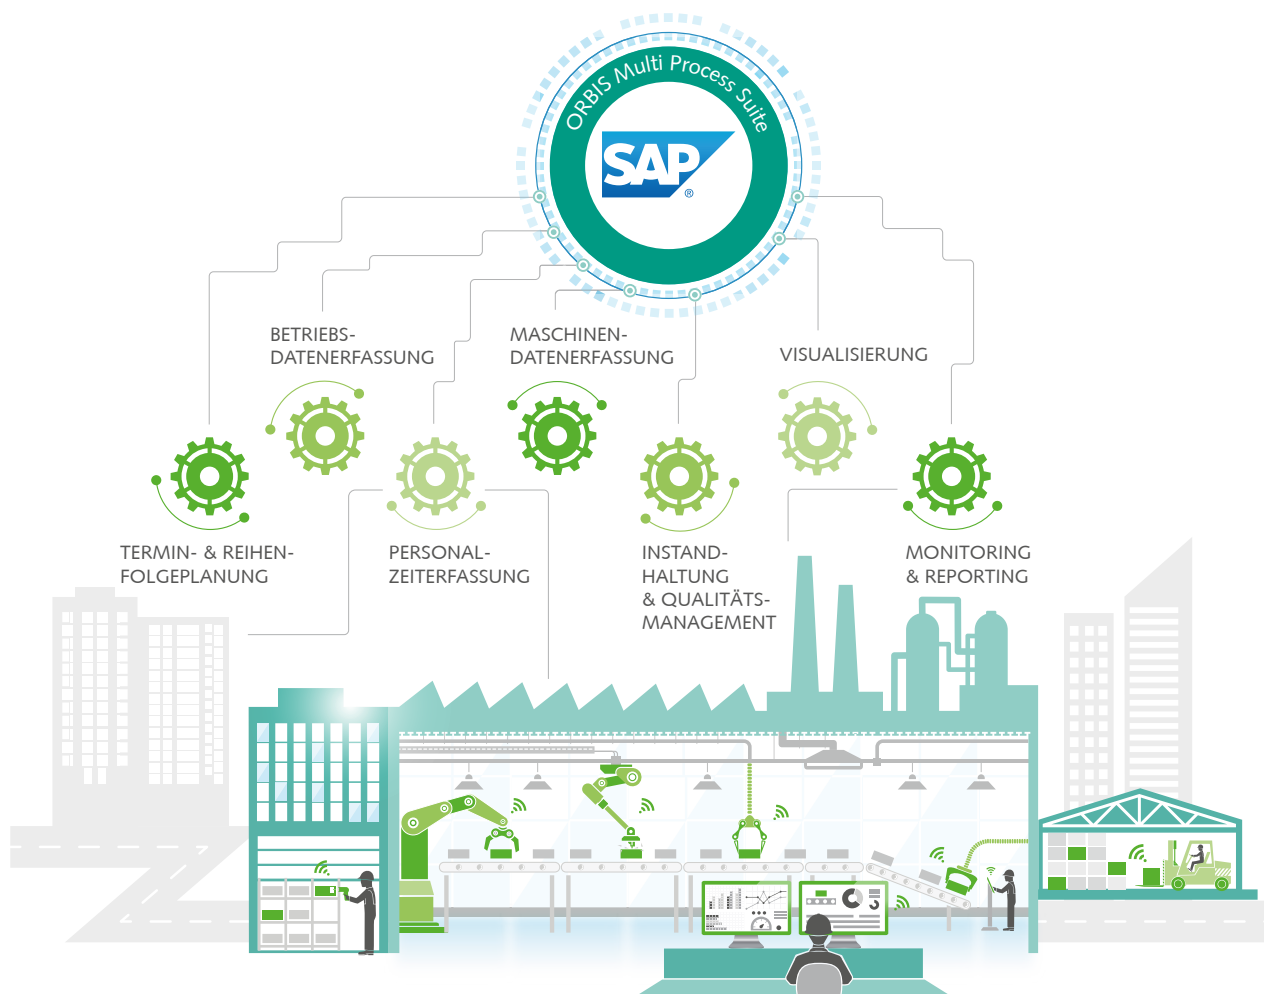 ORBIS Multi Process Suite
SAP
®
BETRIEBS-
DATENERFASSUNG
MASCHINEN-
DATENERFASSUNG
VISUALISIERUNG
TERMIN- & REIHEN-
FOLGEPLANUNG
PERSONAL-
ZEITERFASSUNG
INSTAND-
HALTUNG
& QUALITÄTS-
MANAGEMENT
MONITORING
& REPORTING